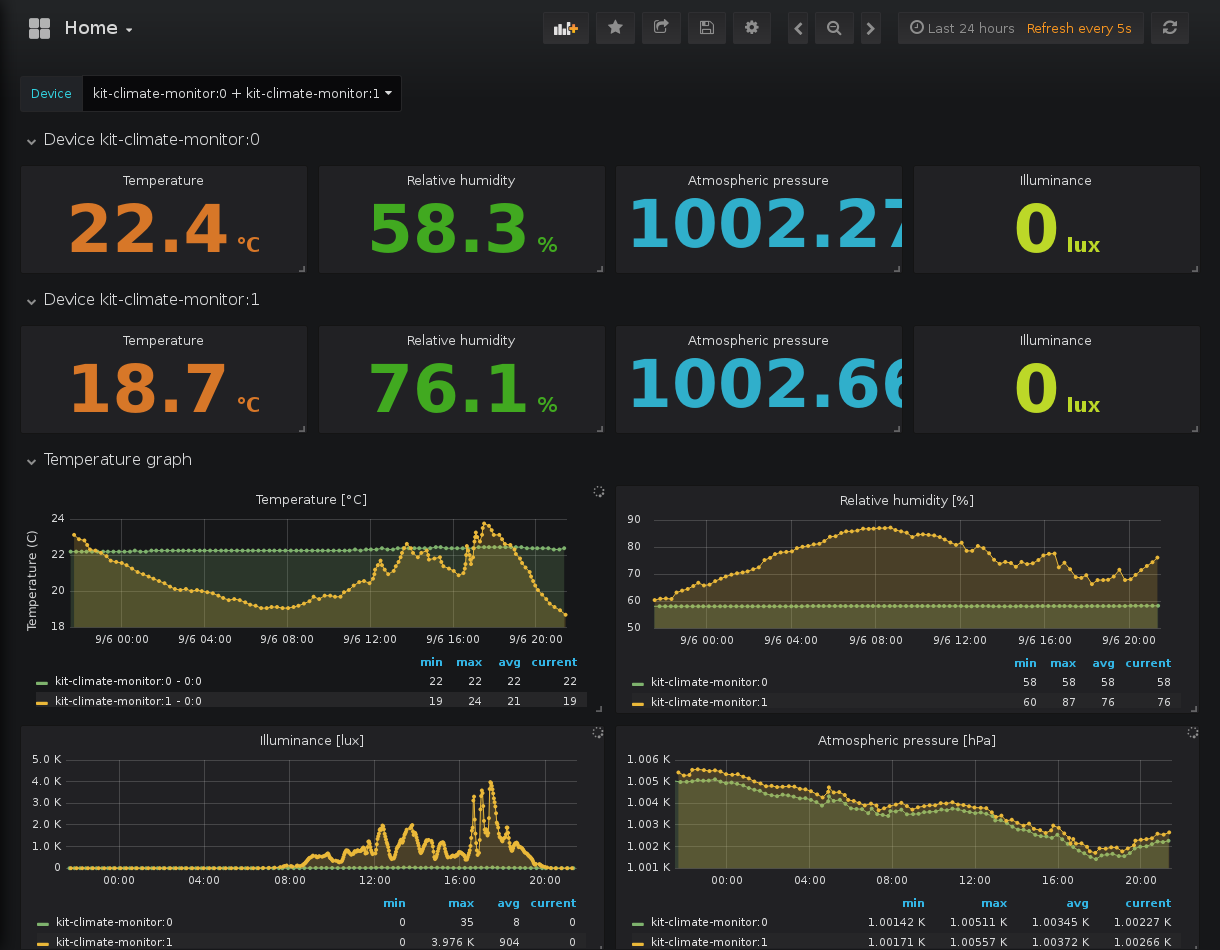 Home
Last 24 hours Refresh every 5s
Device kit-climate-monitor:0 + kit-climate-monitor:1
Device kit-climate-monitor:0
Temperature Relative humidity Atmospheric pressure Illuminance
22.4 °C 58.3 % 1002.27 0 lux
Device kit-climate-monitor:1
Temperature Relative humidity Atmospheric pressure Illuminance
18.7 °C 76.1 % 1002.66 0 lux
Temperature graph
Temperature [°C]
Temperature (C)
24
22
20
18
9/6 00:00 9/6 04:00 9/6 08:00 9/6 12:00 9/6 16:00 9/6 20:00
min max avg current
kit-climate-monitor:0 - 0:0 22 22 22 22
kit-climate-monitor:1 - 0:0 19 24 21 19
Relative humidity [%]
90
80
70
60
50
9/6 00:00 9/6 04:00 9/6 08:00 9/6 12:00 9/6 16:00 9/6 20:00
min max avg current
kit-climate-monitor:0 58 58 58 58
kit-climate-monitor:1 60 87 76 76
Illuminance [lux]
5.0 K
4.0 K
3.0 K
2.0 K
1.0 K
0
00:00 04:00 08:00 12:00 16:00 20:00
min max avg current
kit-climate-monitor:0 0 35 8 0
kit-climate-monitor:1 0 3.976 K 904 0
Atmospheric pressure [hPa]
1.006 K
1.005 K
1.004 K
1.003 K
1.002 K
1.001 K
00:00 04:00 08:00 12:00 16:00 20:00
min max avg current
kit-climate-monitor:0 1.00142 K 1.00511 K 1.00345 K 1.00227 K
kit-climate-monitor:1 1.00171 K 1.00557 K 1.00372 K 1.00266 K